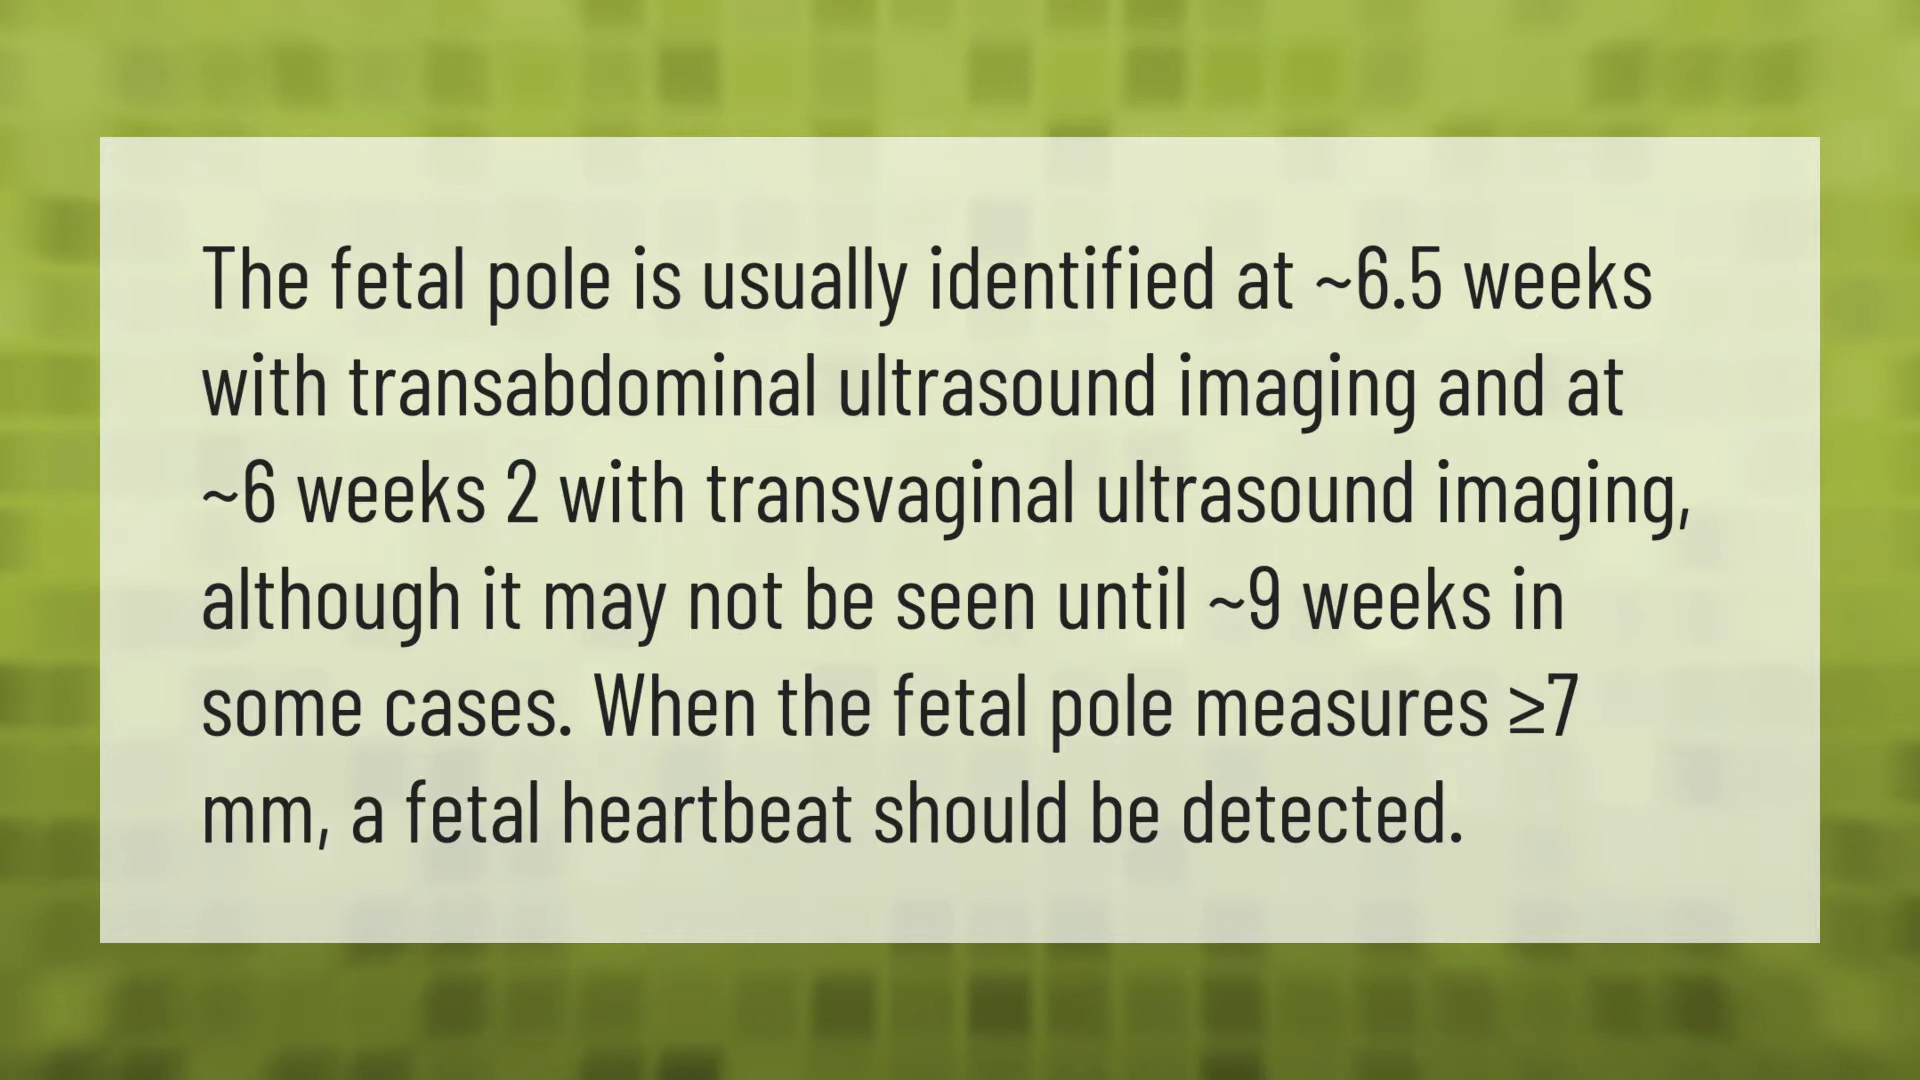 The fetal pole is usually identified at ~6.5 weeks
with transabdominal ultrasound imaging and at
~6 weeks 2 with transvaginal ultrasound imaging,
although it may not be seen until ~9 weeks in
some cases. When the fetal pole measures ≥7
mm, a fetal heartbeat should be detected.